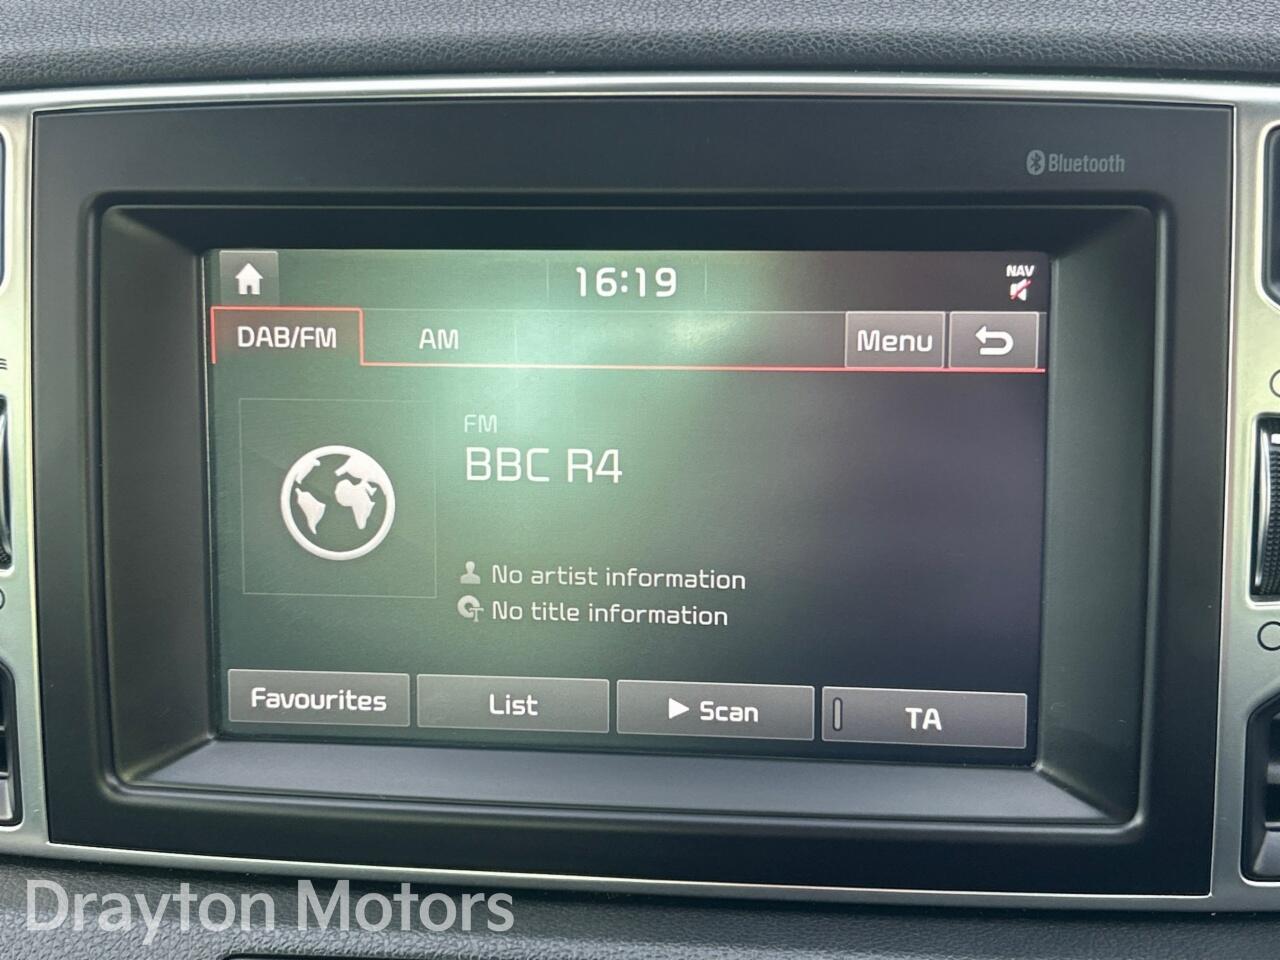 Bluetooth
16:19
NAV
DAB/FM
AM
Menu
FM
BBC R4
No artist information
No title information
Favourites
List
Scan
TA
Drayton Motors